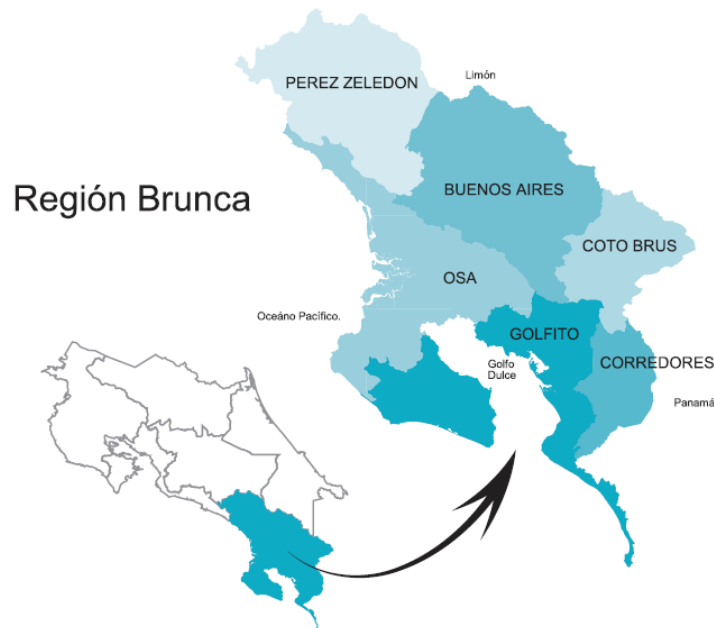 PEREZ ZELEDON
Limón
Región Brunca
BUENOS AIRES
COTO BRUS
OSA
Oceáno Pacífico.
GOLFITO
Golfo
Dulce
CORREDORES
Panamá